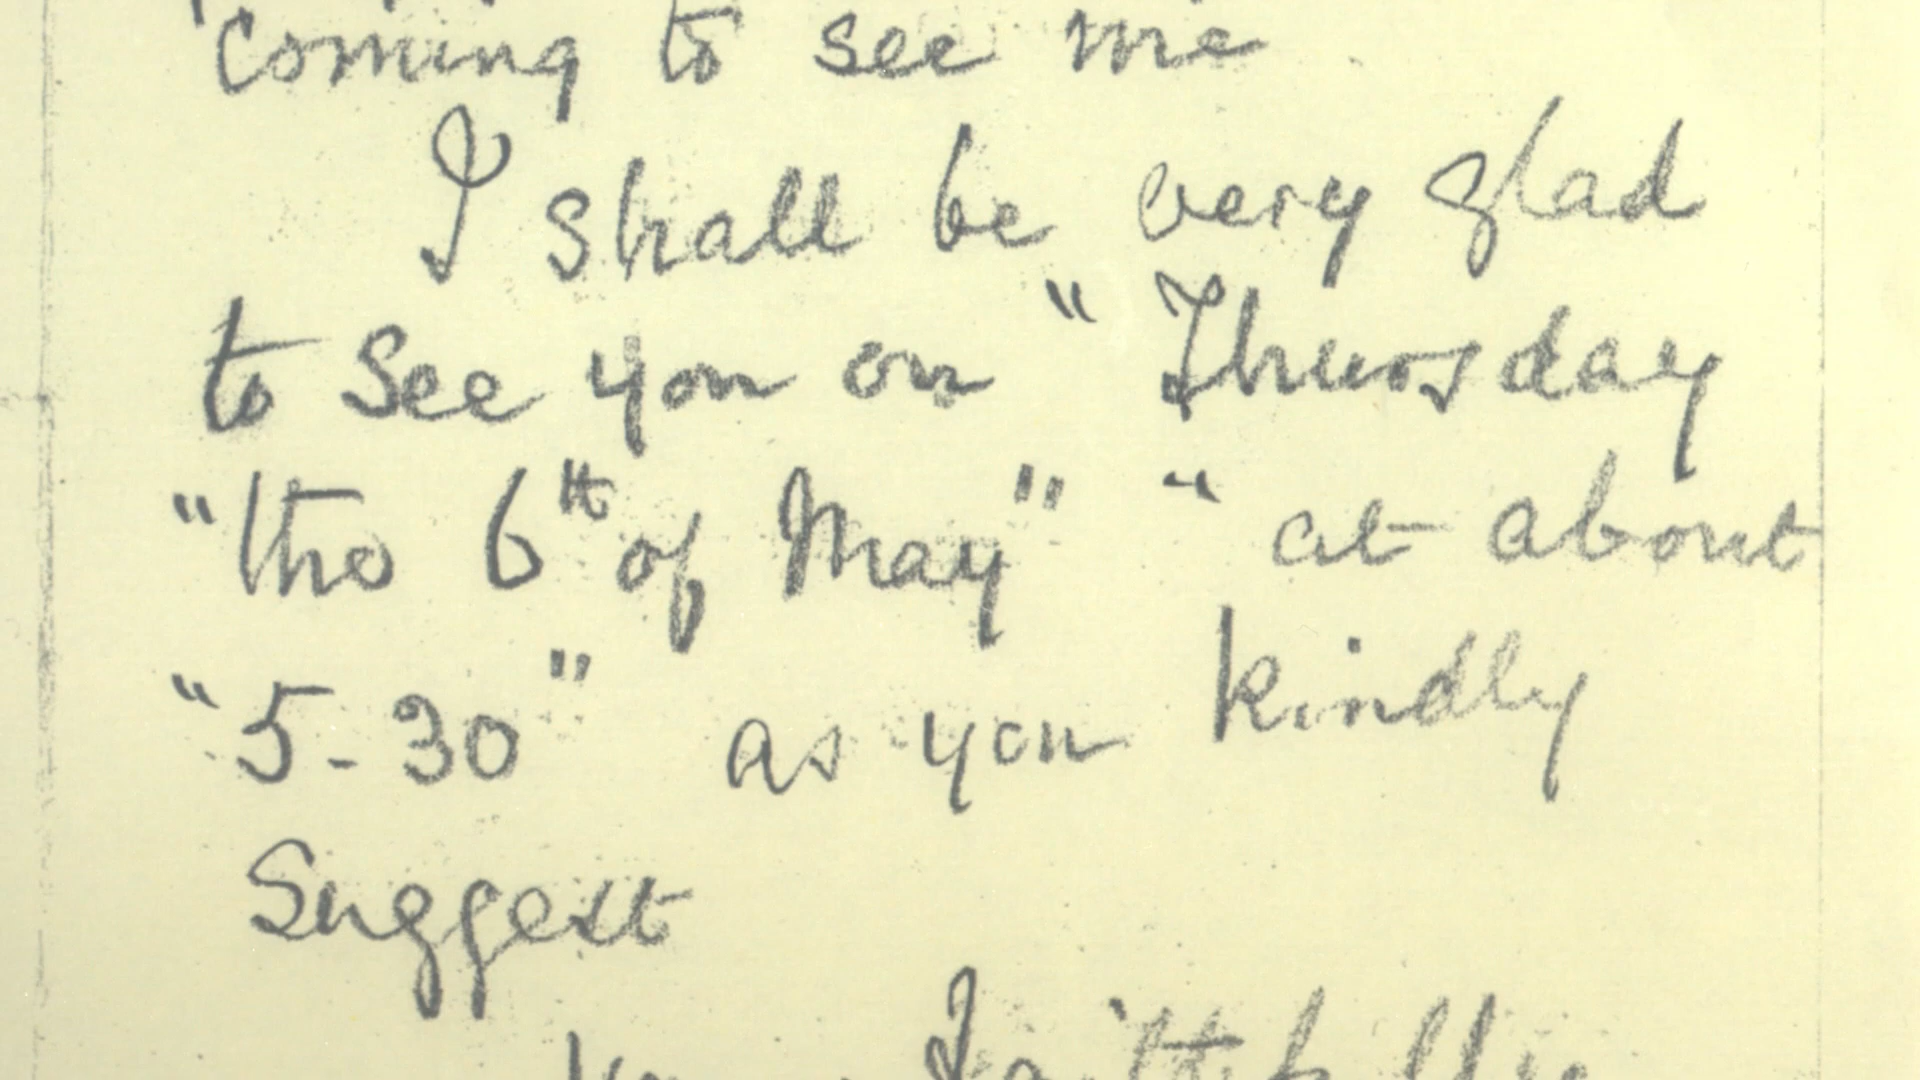 coming to see me
I shall be very glad
to see you on " Thursday
"the 6th of May" " at about
"5-30" as you kindly
Suggest